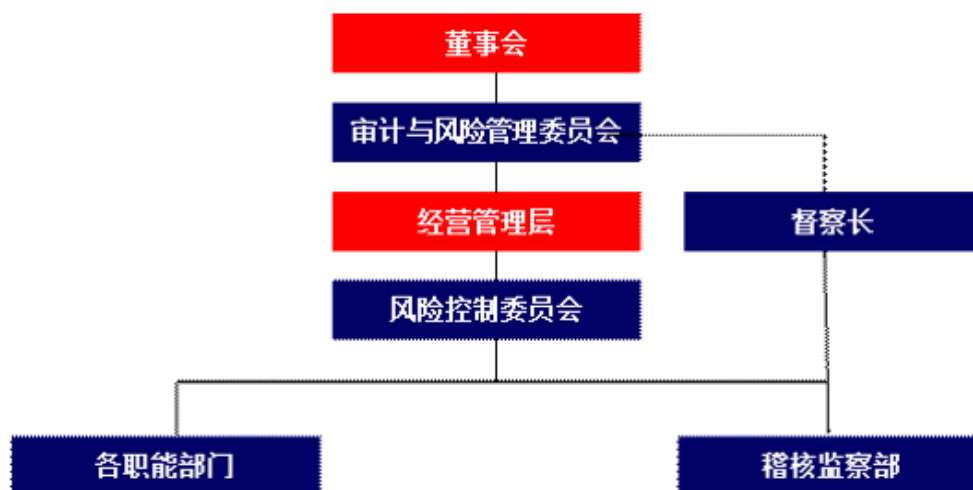 董事会
审计与风险管理委员会
经营管理层
督察长
风险控制委员会
各职能部门
稽核监察部